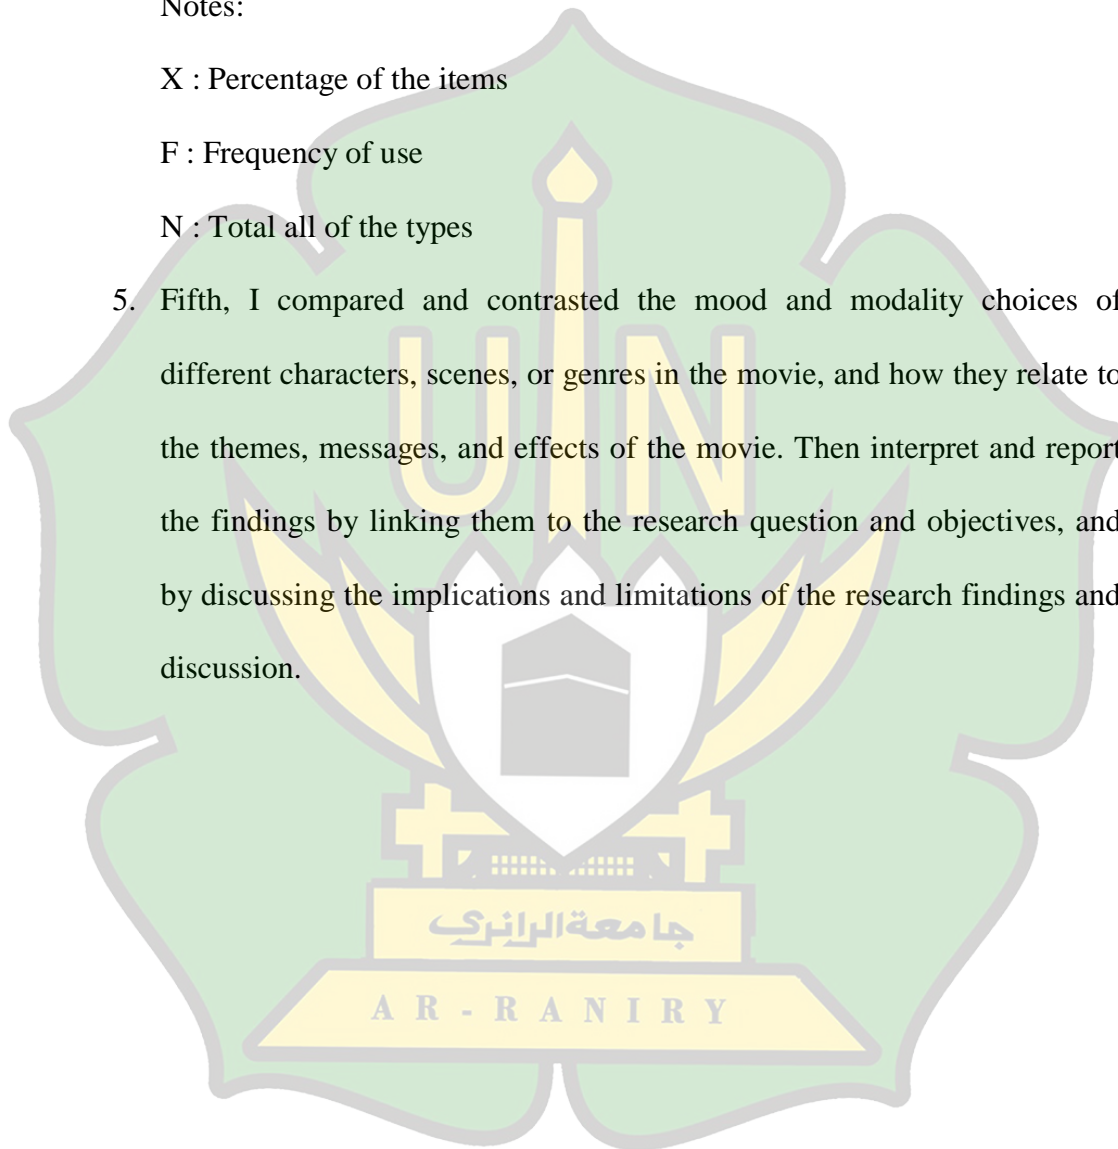 Notes:
X : Percentage of the items
F : Frequency of use
N : Total all of the types
5. Fifth, I compared and contrasted the mood and modality choices of
different characters, scenes, or genres in the movie, and how they relate to
the themes, messages, and effects of the movie. Then interpret and report
the findings by linking them to the research question and objectives, and
by discussing the implications and limitations of the research findings and
discussion.
UIN
جامعة الرانري
AR-RANIRY